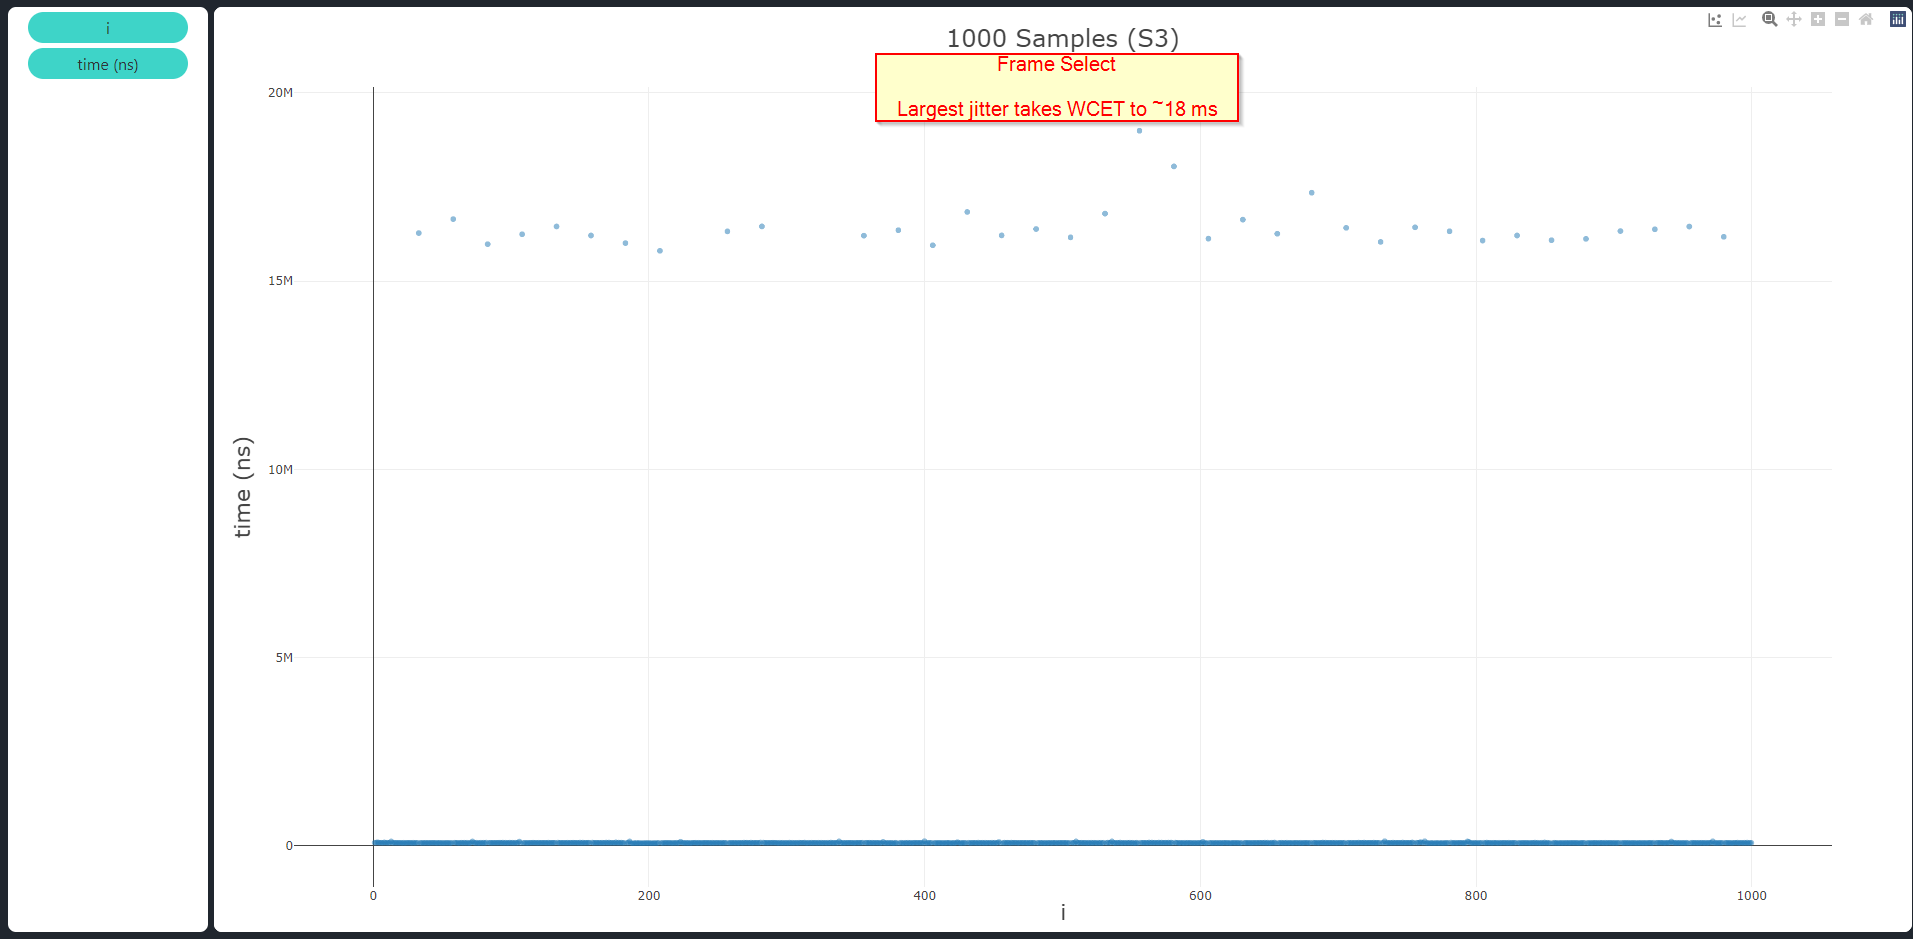 i
time (ns)
1000 Samples (S3)
Frame Select
Largest jitter takes WCET to ~18 ms
20M
15M
10M
5M
0
time (ns)
0 200 400 600 800 1000
i